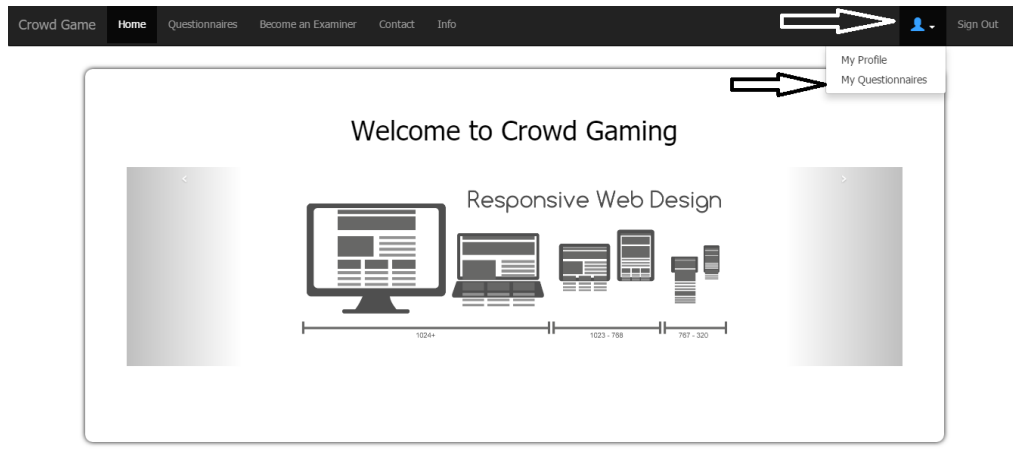 Crowd Game Home Questionnaires Become an Examiner Contact Info Sign Out
My Profile
My Questionnaires
Welcome to Crowd Gaming
Responsive Web Design
1024+ 1023 - 768 767 - 320